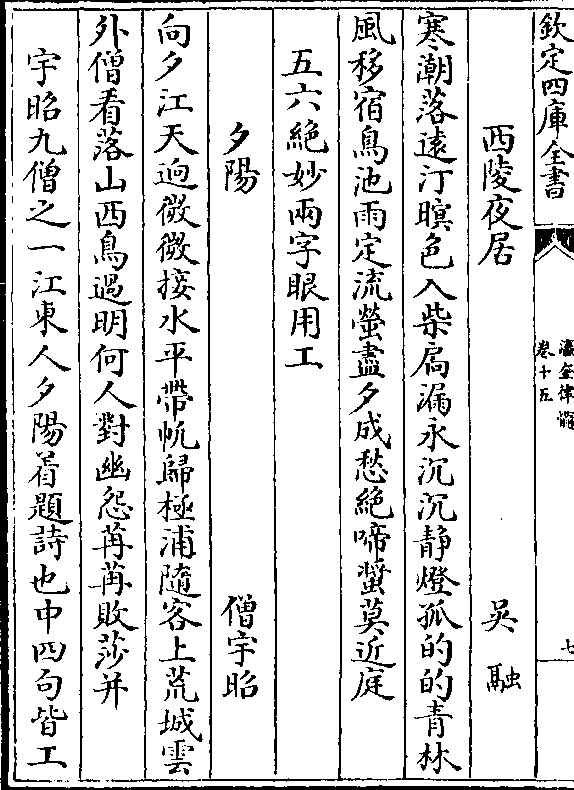 欽定四庫全書
瀛奎律髓
卷十五
七
西陵夜居 吳融
寒潮落遠汀暝色入柴扃漏永沉沉静燈孤的的青林
風移宿鳥池雨定流螢盡夕成愁絶啼螿莫近庭
五六絶妙兩字眼用工
夕陽 僧宇昭
向夕江天迥微微接水平帶帆歸極浦隨客上荒城雲
外僧看落山西鳥過明何人對幽怨苒苒敗莎并
宇昭九僧之一江東人夕陽着題詩也中四句皆工